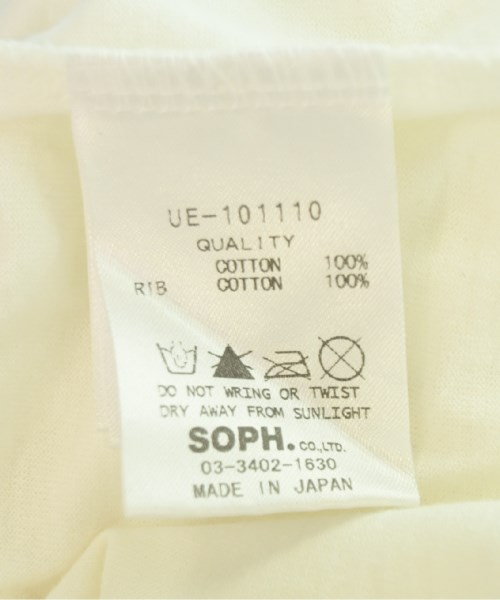 UE-101110
QUALITY
COTTON 100%
RIB COTTON 100%
DO NOT WRING OR TWIST
DRY AWAY FROM SUNLIGHT
SOPH. CO.,LTD.
03-3402-1630
MADE IN JAPAN